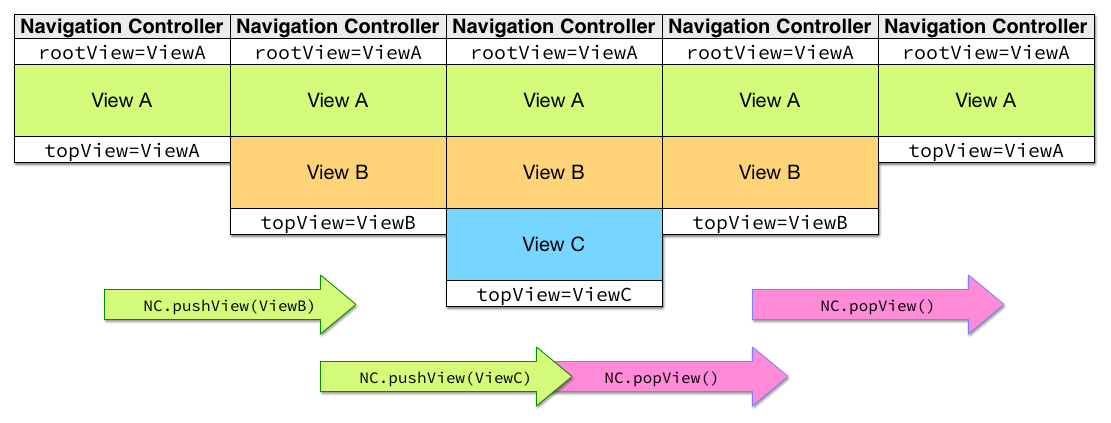 Navigation Controller Navigation Controller Navigation Controller Navigation Controller Navigation Controller
rootView=ViewA rootView=ViewA rootView=ViewA rootView=ViewA rootView=ViewA
View A View A View A View A View A
topView=ViewA View B View B View B topView=ViewA
topView=ViewB View C topView=ViewB
topView=ViewC
NC.pushView(ViewB) NC.popView()
NC.pushView(ViewC) NC.popView()